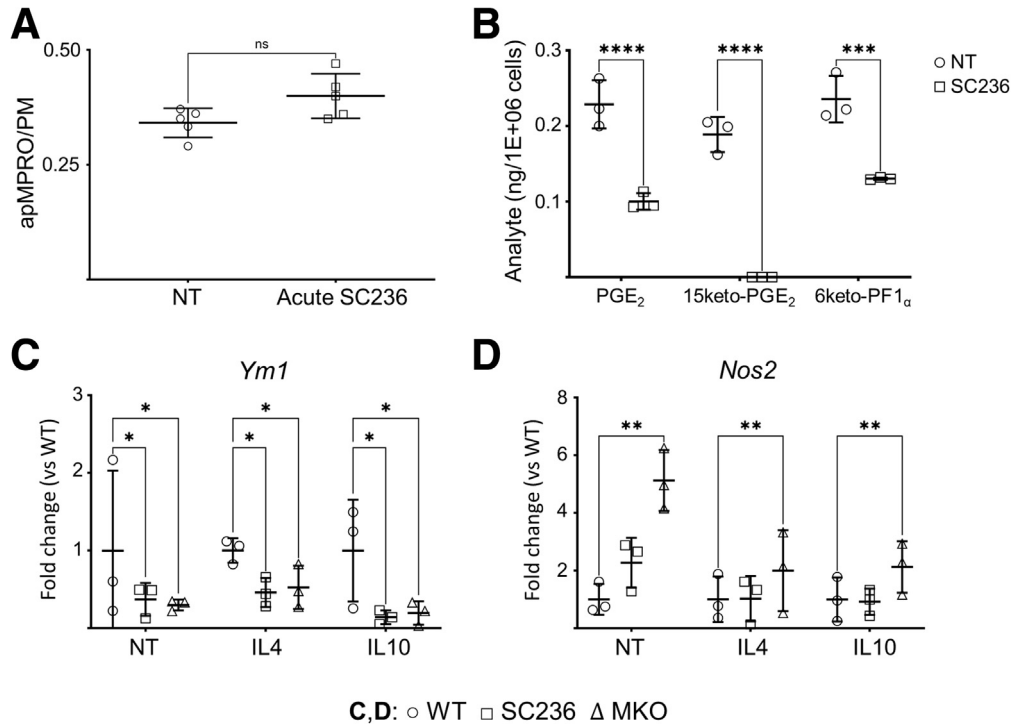 A
0.50
0.25
apMPRO/PM
ns
NT
Acute SC236
B
0.3
0.2
0.1
Analyte (ng/1E+06 cells)
****
****
***
NT
SC236
PGE₂
15keto-PGE₂
6keto-PF1α
C
Ym1
3
2
1
Fold change (vs WT)
*
*
*
*
*
*
NT
IL4
IL10
D
Nos2
8
6
4
2
Fold change (vs WT)
**
**
**
NT
IL4
IL10
C,D: ○ WT □ SC236 Δ MKO